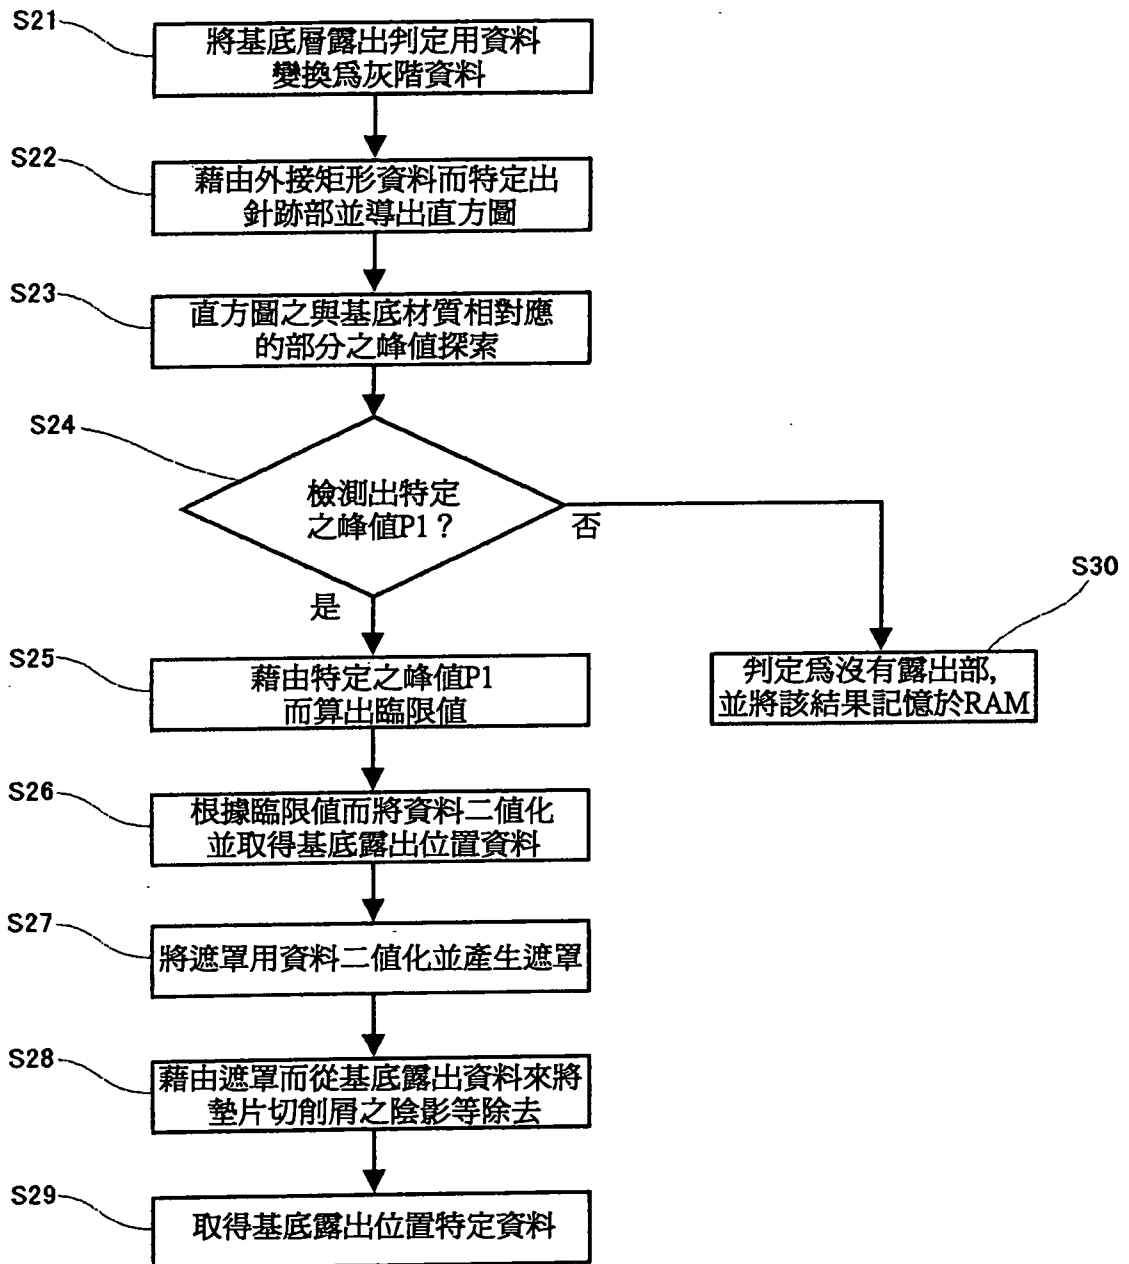 S21
將基底層露出判定用資料
變換爲灰階資料
S22
藉由外接矩形資料而特定出
針跡部並導出直方圖
S23
直方圖之與基底材質相對應
的部分之峰值探索
S24
檢測出特定
之峰值P1？
否
是
S30
判定爲沒有露出部,
並將該結果記憶於RAM
S25
藉由特定之峰值P1
而算出臨限值
S26
根據臨限值而將資料二值化
並取得基底露出位置資料
S27
將遮罩用資料二值化並產生遮罩
S28
藉由遮罩而從基底露出資料來將
墊片切削屑之陰影等除去
S29
取得基底露出位置特定資料